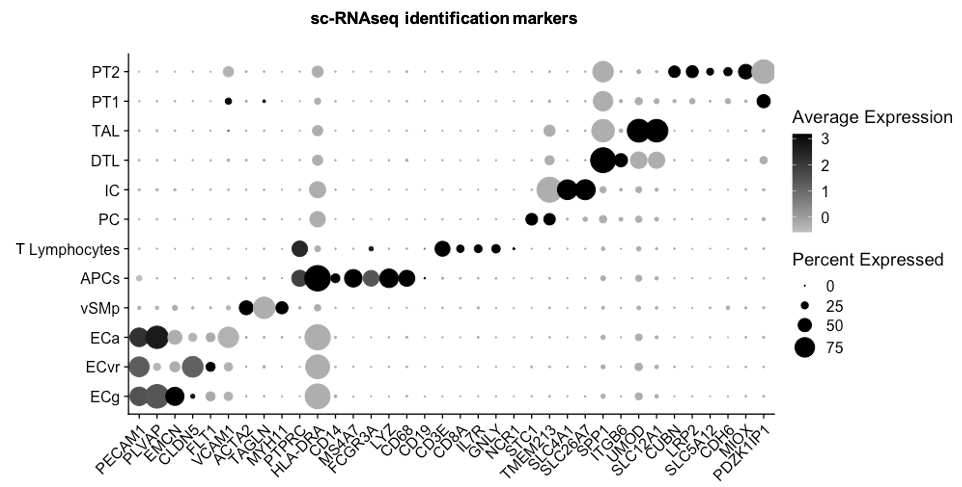 sc-RNAseq identification markers
PT2
PT1
TAL
DTL
IC
PC
T Lymphocytes
APCs
vSMp
ECa
ECvr
ECg
PECAM1
PLVAP
EMCN
CLDN5
FLT1
VCAM1
ACTA2
TAGLN
MYH11
PTPRC
HLA-DRA
CD14
MS4A7
FCGR3A
LYZ
CD68
CD19
CD3E
CD8A
IL7R
GNLY
NCR1
STC1
TMEM213
SLC4A1
SLC26A7
SPP1
ITGB6
UMOD
SLC12A1
CUBN
LRP2
SLC5A12
CDH6
MIOX
PDZK1IP1
Average Expression
3
2
1
0
Percent Expressed
0
25
50
75